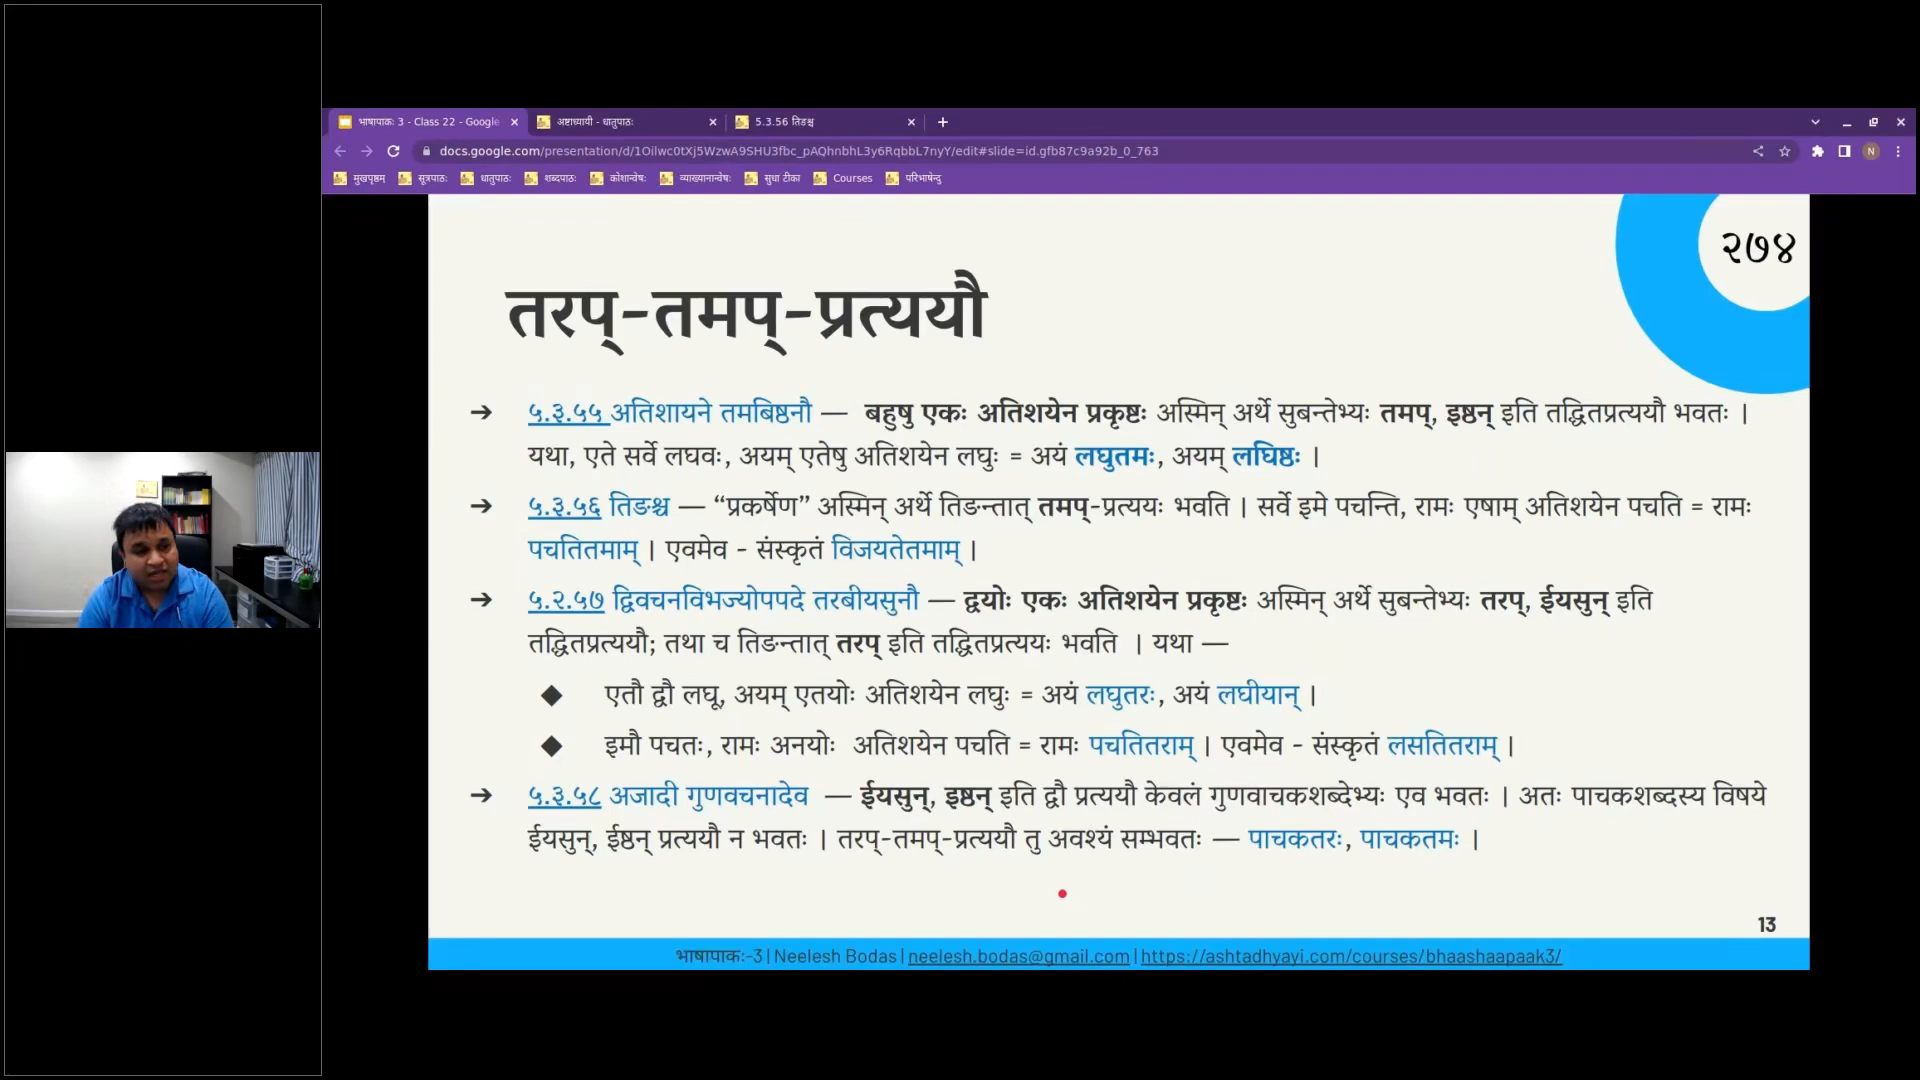 भाषापाकः 3 - Class 22 - Google
अष्टाध्यायी - धातुपाठः
5.3.56 तिङश्च
docs.google.com/presentation/d/1Oilwc0tXj5WzwA9SHU3fbc_pAQhnbhL3y6RqbbL7nyY/edit#slide=id.gfb87c9a92b_0_763
N
मुखपृष्ठम् सूत्रपाठः धातुपाठः शब्दपाठः कोशान्वेषः व्याख्यानान्वेषः सुधा टीका Courses परिभाषेन्दु
२७४
तरप्-तमप्-प्रत्ययौ
➔ ५.३.५५ अतिशायने तमबिष्ठनौ — बहुषु एकः अतिशयेन प्रकृष्टः अस्मिन् अर्थे सुबन्तेभ्यः तमप्, इष्ठन् इति तद्धितप्रत्ययौ भवतः ।
यथा, एते सर्वे लघवः, अयम् एतेषु अतिशयेन लघुः = अयं लघुतमः, अयम् लघिष्ठः ।
➔ ५.३.५६ तिङश्च — “प्रकर्षेण” अस्मिन् अर्थे तिङन्तात् तमप्-प्रत्ययः भवति । सर्वे इमे पचन्ति, रामः एषाम् अतिशयेन पचति = रामः
पचतितमाम् । एवमेव - संस्कृतं विजयतेतमाम् ।
➔ ५.२.५७ द्विवचनविभज्योपपदे तरबीयसुनौ — द्वयोः एकः अतिशयेन प्रकृष्टः अस्मिन् अर्थे सुबन्तेभ्यः तरप्, ईयसुन् इति
तद्धितप्रत्ययौ; तथा च तिङन्तात् तरप् इति तद्धितप्रत्ययः भवति । यथा —
◆ एतौ द्वौ लघू, अयम् एतयोः अतिशयेन लघुः = अयं लघुतरः, अयं लघीयान् ।
◆ इमौ पचतः, रामः अनयोः अतिशयेन पचति = रामः पचतितराम् । एवमेव - संस्कृतं लसतितराम् ।
➔ ५.३.५८ अजादी गुणवचनादेव — ईयसुन्, इष्ठन् इति द्वौ प्रत्ययौ केवलं गुणवाचकशब्देभ्यः एव भवतः । अतः पाचकशब्दस्य विषये
ईयसुन्, ईष्ठन् प्रत्ययौ न भवतः । तरप्-तमप्-प्रत्ययौ तु अवश्यं सम्भवतः — पाचकतरः, पाचकतमः ।
13
भाषापाकः-3 | Neelesh Bodas | neelesh.bodas@gmail.com | https://ashtadhyayi.com/courses/bhaashaapaak3/